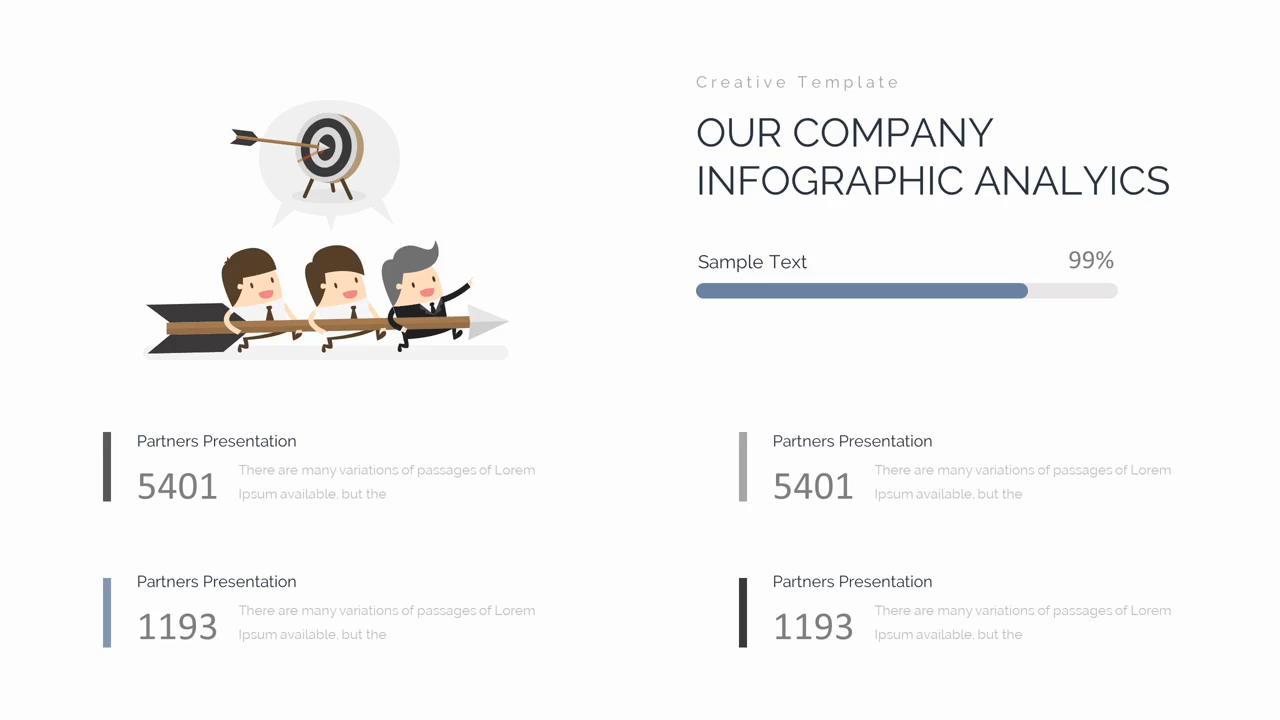 Creative Template
OUR COMPANY
INFOGRAPHIC ANALYICS
Sample Text
99%
Partners Presentation
5401
There are many variations of passages of Lorem
Ipsum available, but the
Partners Presentation
5401
There are many variations of passages of Lorem
Ipsum available, but the
Partners Presentation
1193
There are many variations of passages of Lorem
Ipsum available, but the
Partners Presentation
1193
There are many variations of passages of Lorem
Ipsum available, but the